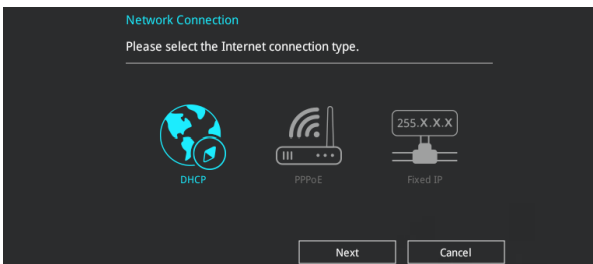 Network Connection
Please select the Internet connection type.
255.X.X.X
DHCP
PPPoE
Fixed IP
Next
Cancel